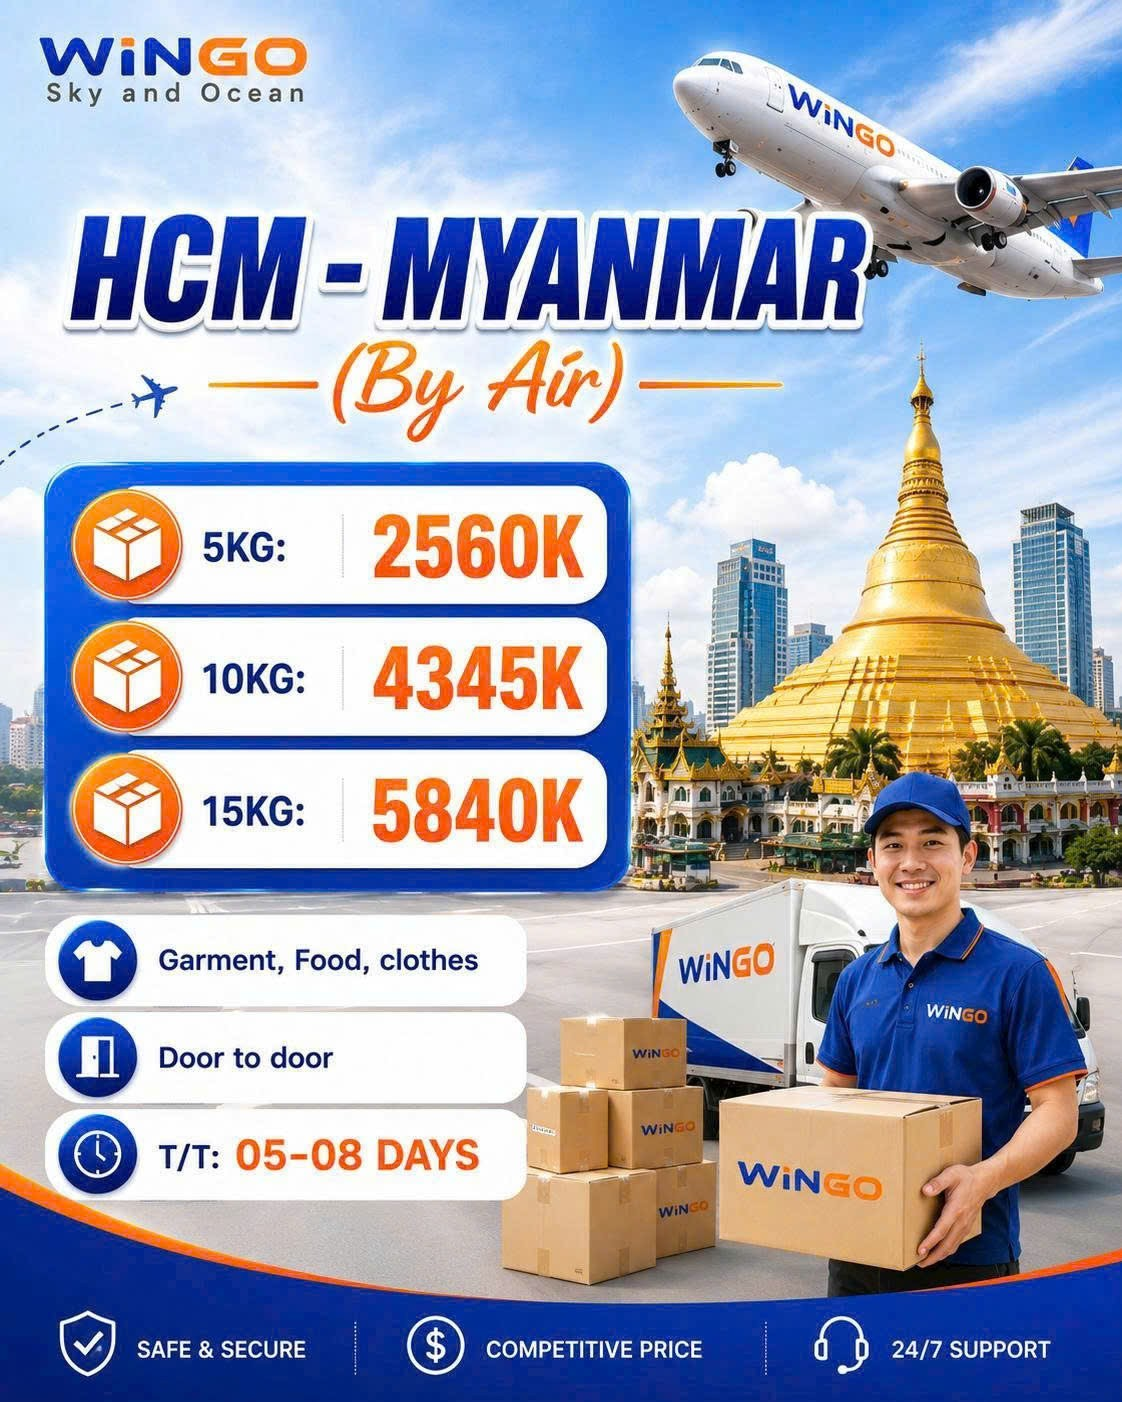 WiNGO
Sky and Ocean
WiNGO
HCM - MYANMAR
(By Air)
5KG: 2560K
10KG: 4345K
15KG: 5840K
Garment, Food, clothes
Door to door
T/T: 05-08 DAYS
WiNGO
WiNGO
WiNGO
WiNGO
WiNGO
WiNGO
SAFE & SECURE
COMPETITIVE PRICE
24/7 SUPPORT